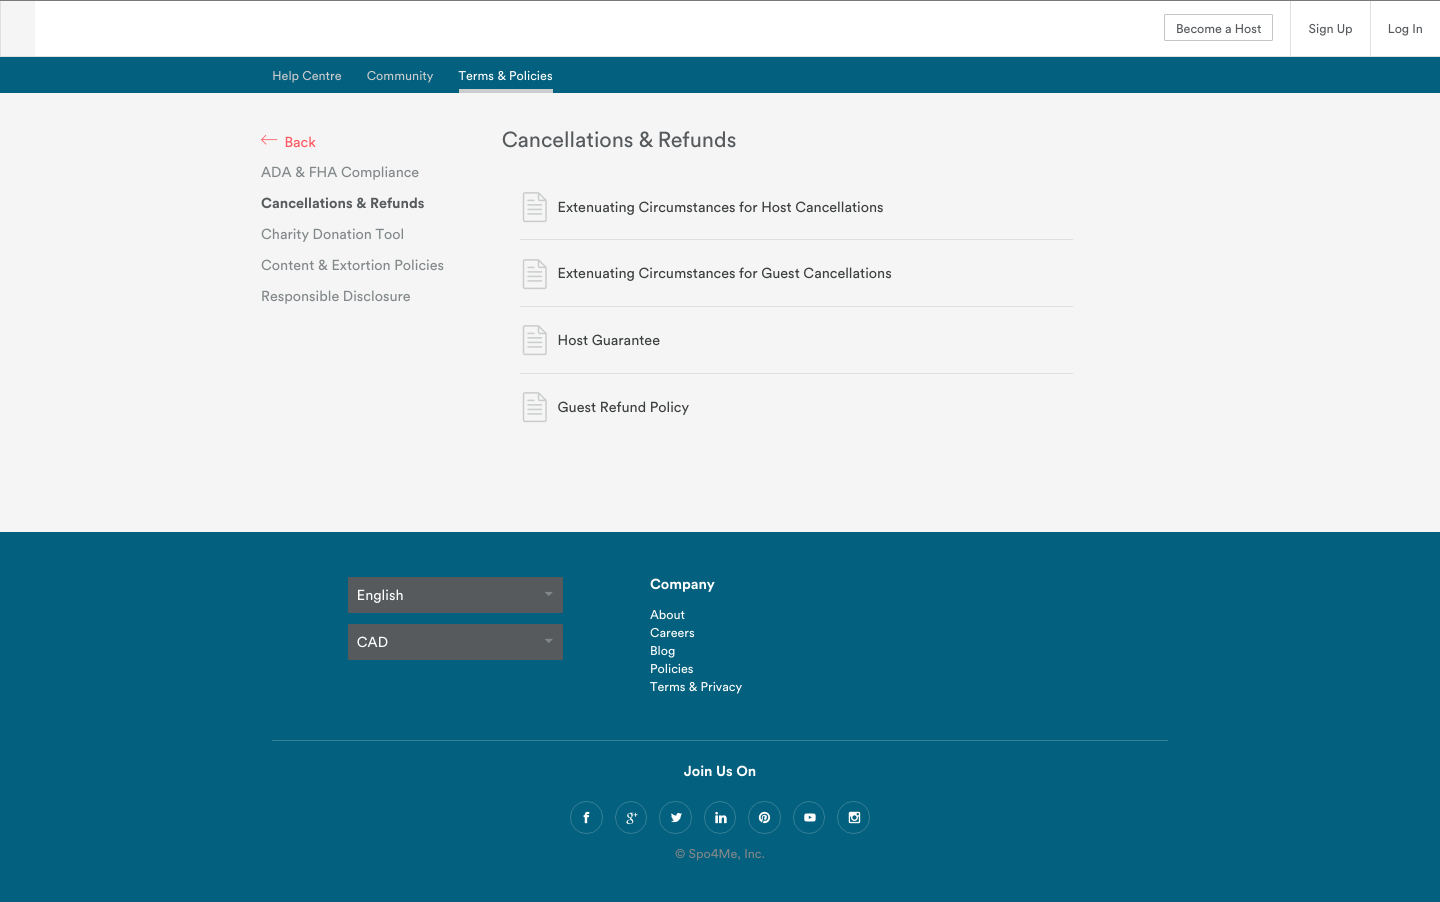 Become a Host
Sign Up
Log In
Help Centre
Community
Terms & Policies
Back
ADA & FHA Compliance
Cancellations & Refunds
Charity Donation Tool
Content & Extortion Policies
Responsible Disclosure
Cancellations & Refunds
Extenuating Circumstances for Host Cancellations
Extenuating Circumstances for Guest Cancellations
Host Guarantee
Guest Refund Policy
English
CAD
Company
About
Careers
Blog
Policies
Terms & Privacy
Join Us On
© Spo4Me, Inc.